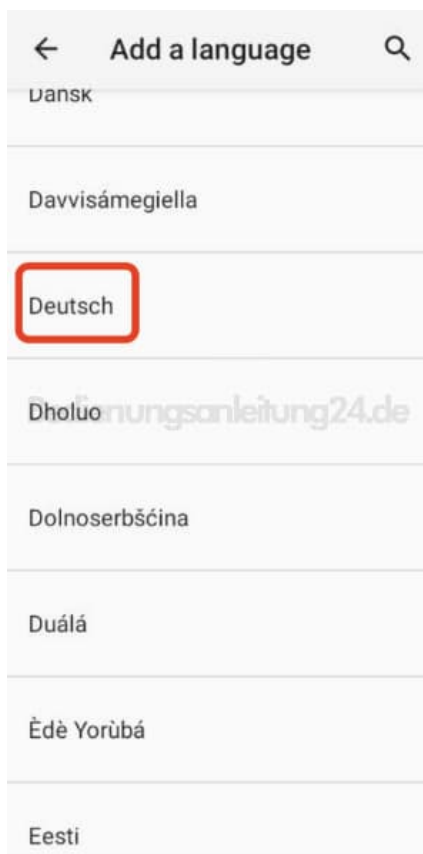 Add a language
Dansk
Davvisámegiella
Deutsch
Dholuo
Bedienungsanleitung24.de
Dolnoserbšćina
Duálá
Èdè Yorùbá
Eesti